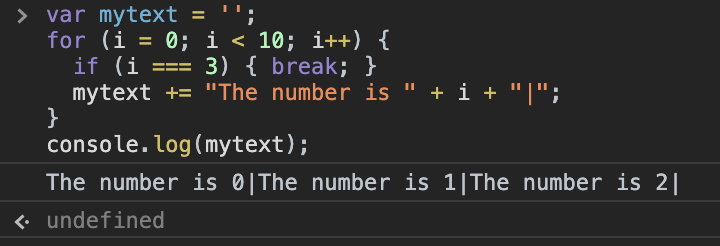 var mytext = '';
for (i = 0; i < 10; i++) {
  if (i === 3) { break; }
  mytext += "The number is " + i + "|";
}
console.log(mytext);
The number is 0|The number is 1|The number is 2|
undefined